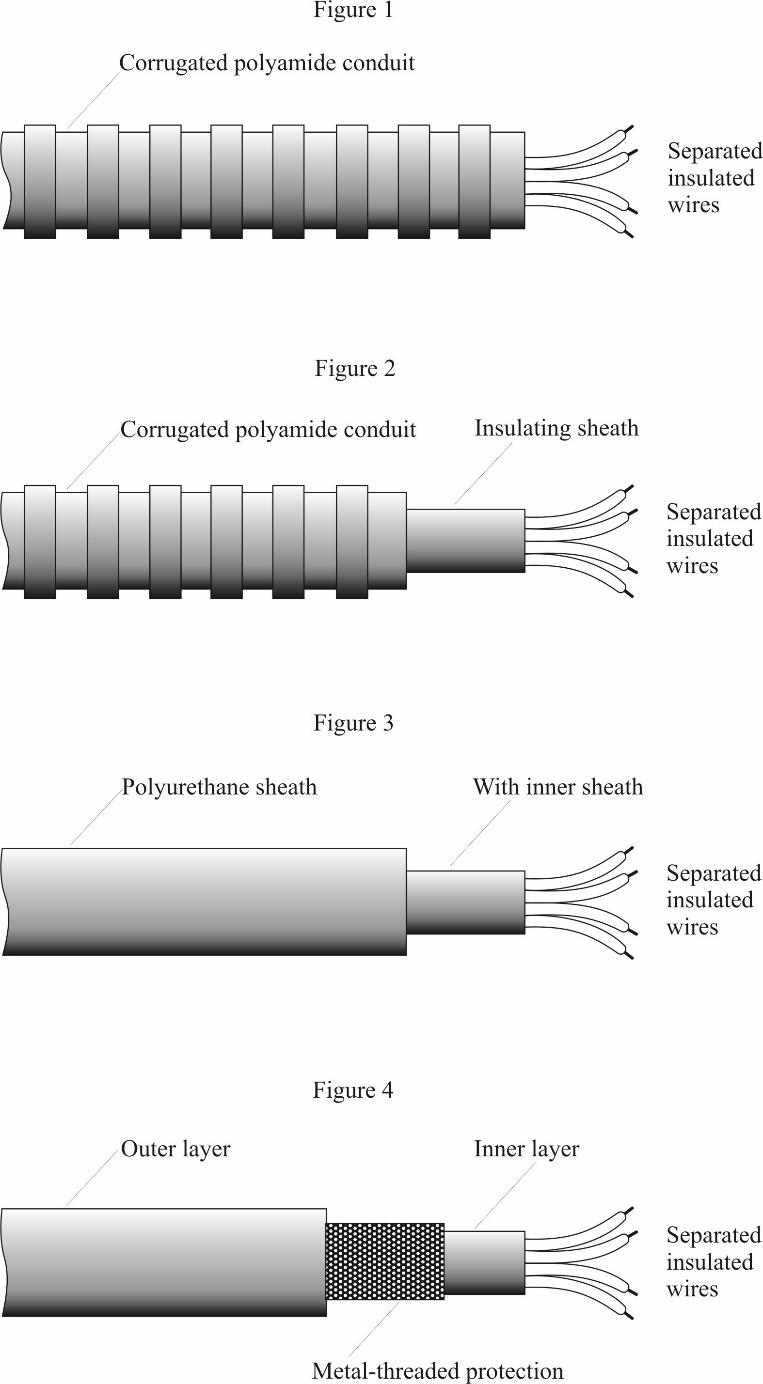 Figure 1
Corrugated polyamide conduit
Separated
insulated
wires
Figure 2
Corrugated polyamide conduit
Insulating sheath
Separated
insulated
wires
Figure 3
Polyurethane sheath
With inner sheath
Separated
insulated
wires
Figure 4
Outer layer
Inner layer
Separated
insulated
wires
Metal-threaded protection